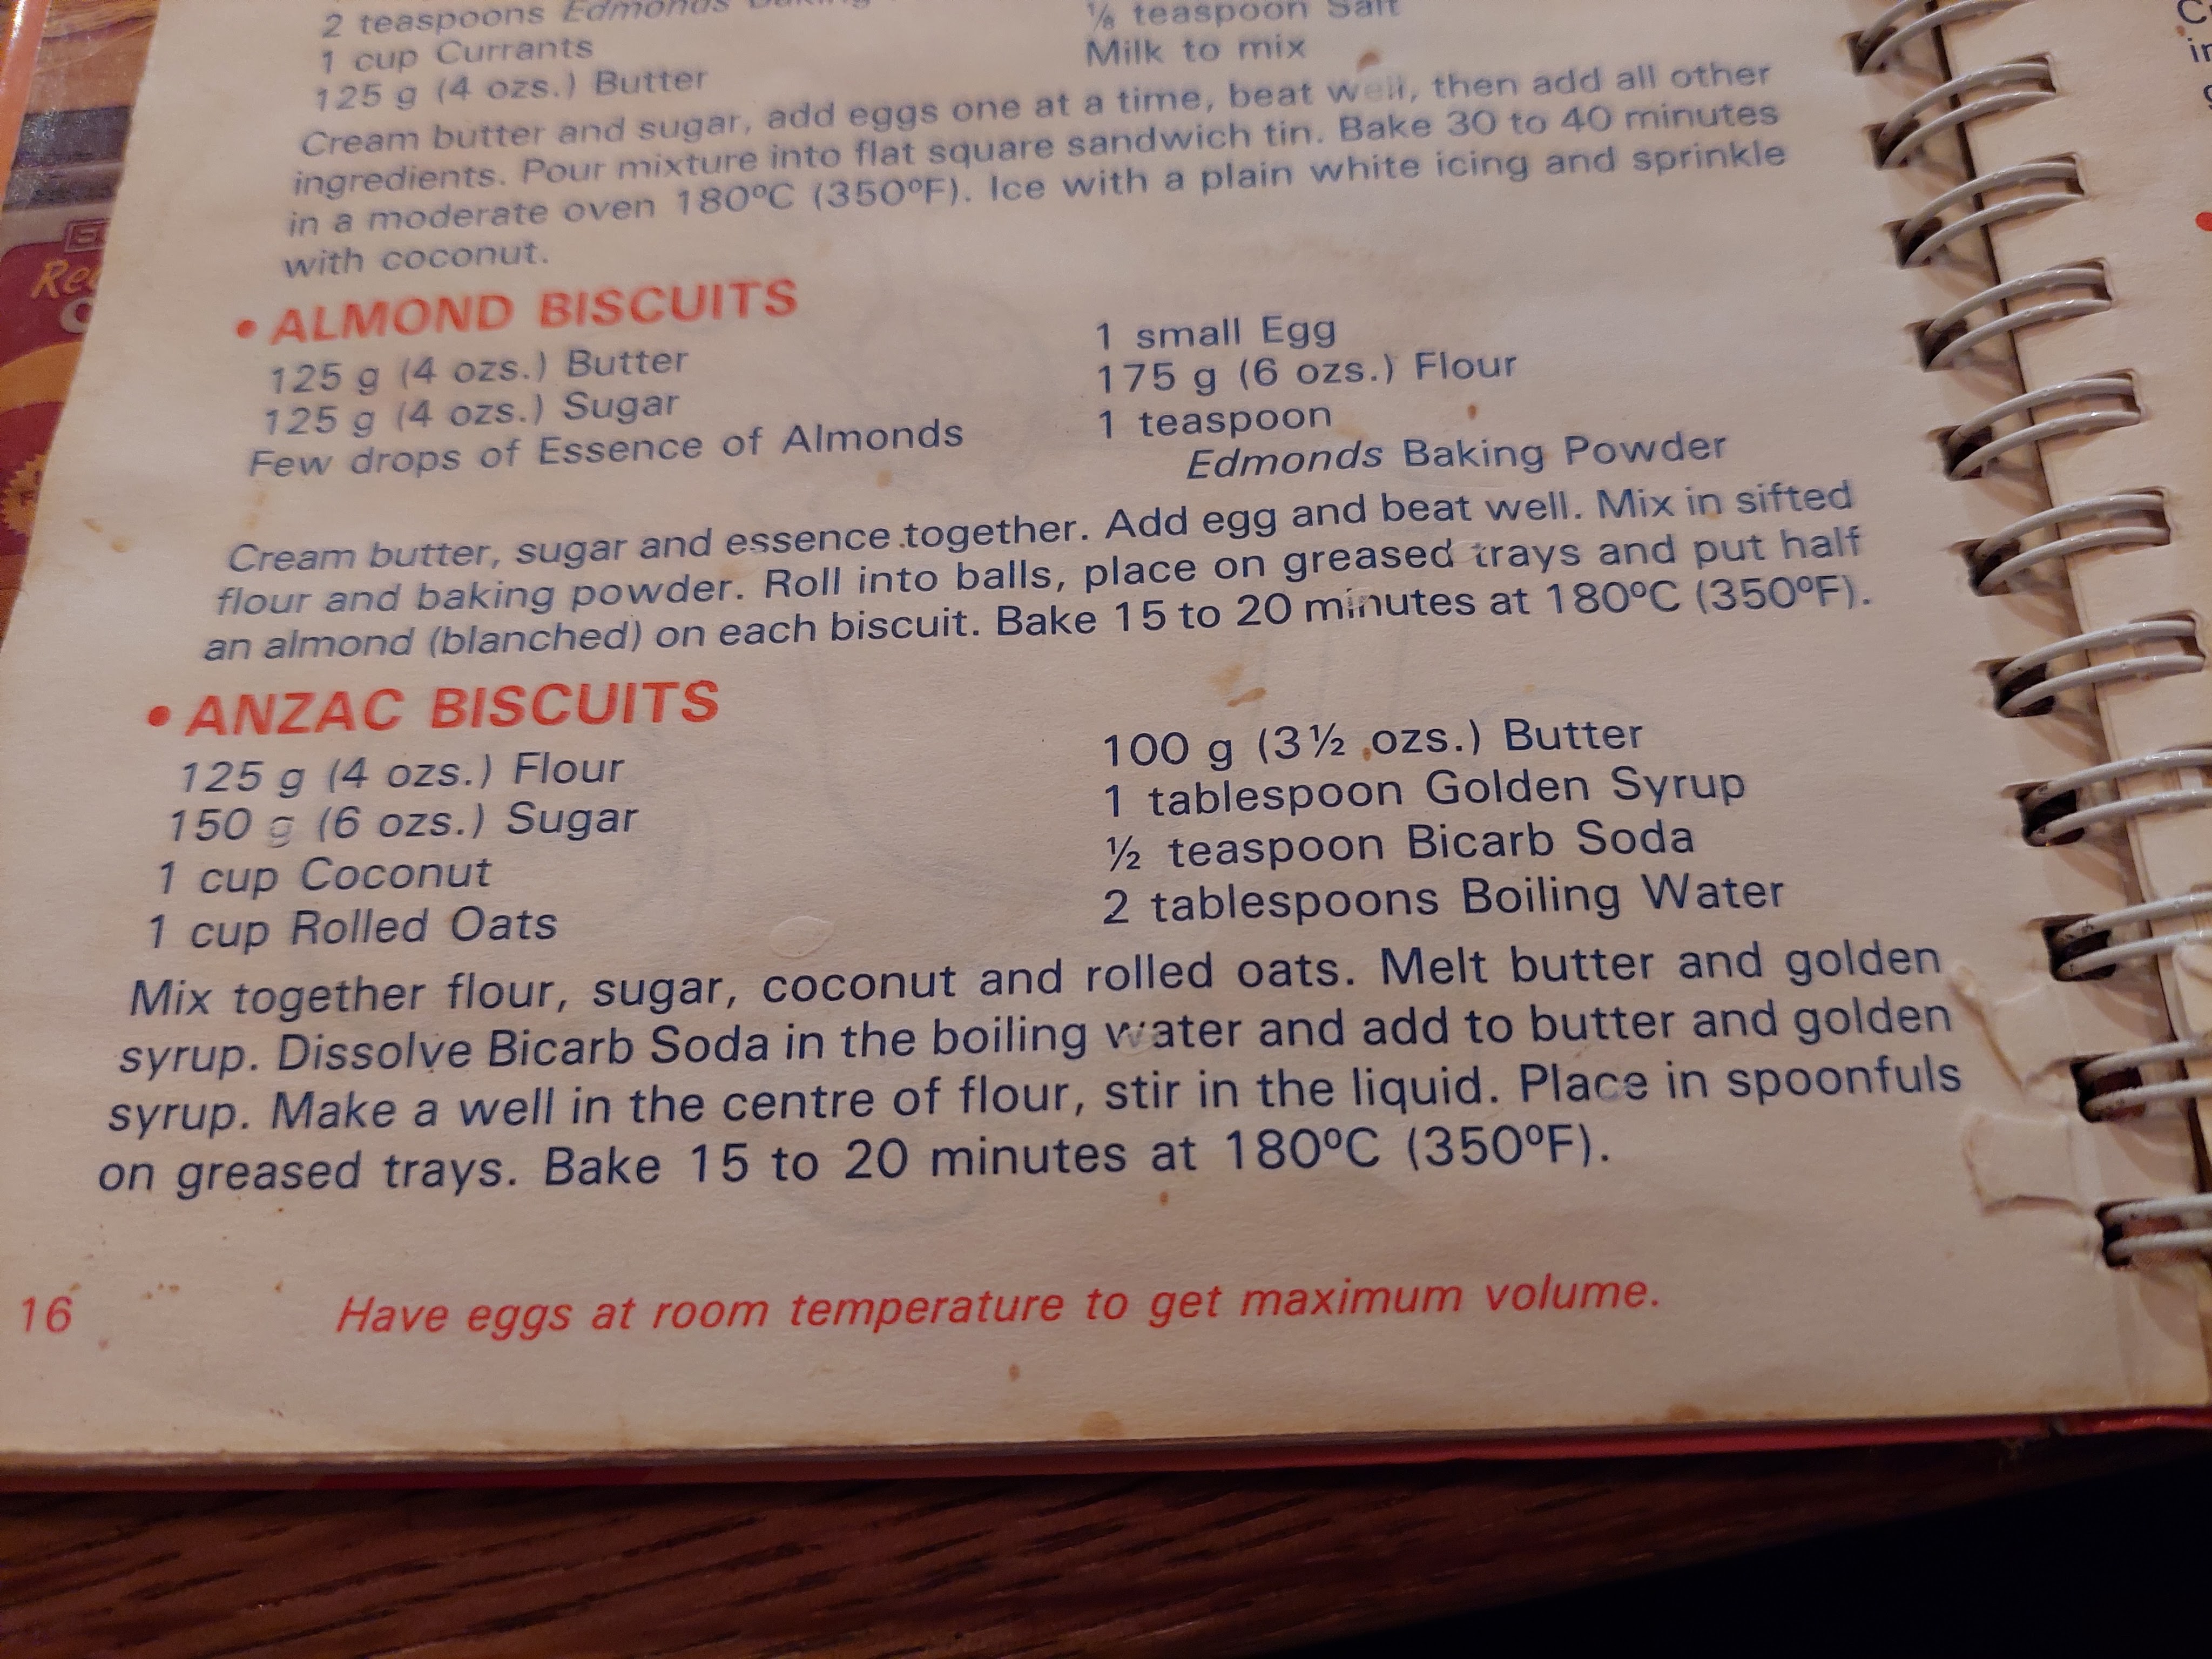 2 teaspoons Edmonds Baking
1 cup Currants
125 g (4 ozs.) Butter
⅛ teaspoon Salt
Milk to mix
Cream butter and sugar, add eggs one at a time, beat well, then add all other
ingredients. Pour mixture into flat square sandwich tin. Bake 30 to 40 minutes
in a moderate oven 180ºC (350ºF). Ice with a plain white icing and sprinkle
with coconut.
• ALMOND BISCUITS
125 g (4 ozs.) Butter
125 g (4 ozs.) Sugar
Few drops of Essence of Almonds
1 small Egg
175 g (6 ozs.) Flour
1 teaspoon
Edmonds Baking Powder
Cream butter, sugar and essence together. Add egg and beat well. Mix in sifted
flour and baking powder. Roll into balls, place on greased trays and put half
an almond (blanched) on each biscuit. Bake 15 to 20 minutes at 180ºC (350ºF).
• ANZAC BISCUITS
125 g (4 ozs.) Flour
150 g (6 ozs.) Sugar
1 cup Coconut
1 cup Rolled Oats
100 g (3½ ozs.) Butter
1 tablespoon Golden Syrup
½ teaspoon Bicarb Soda
2 tablespoons Boiling Water
Mix together flour, sugar, coconut and rolled oats. Melt butter and golden
syrup. Dissolve Bicarb Soda in the boiling water and add to butter and golden
syrup. Make a well in the centre of flour, stir in the liquid. Place in spoonfuls
on greased trays. Bake 15 to 20 minutes at 180ºC (350ºF).
16
Have eggs at room temperature to get maximum volume.